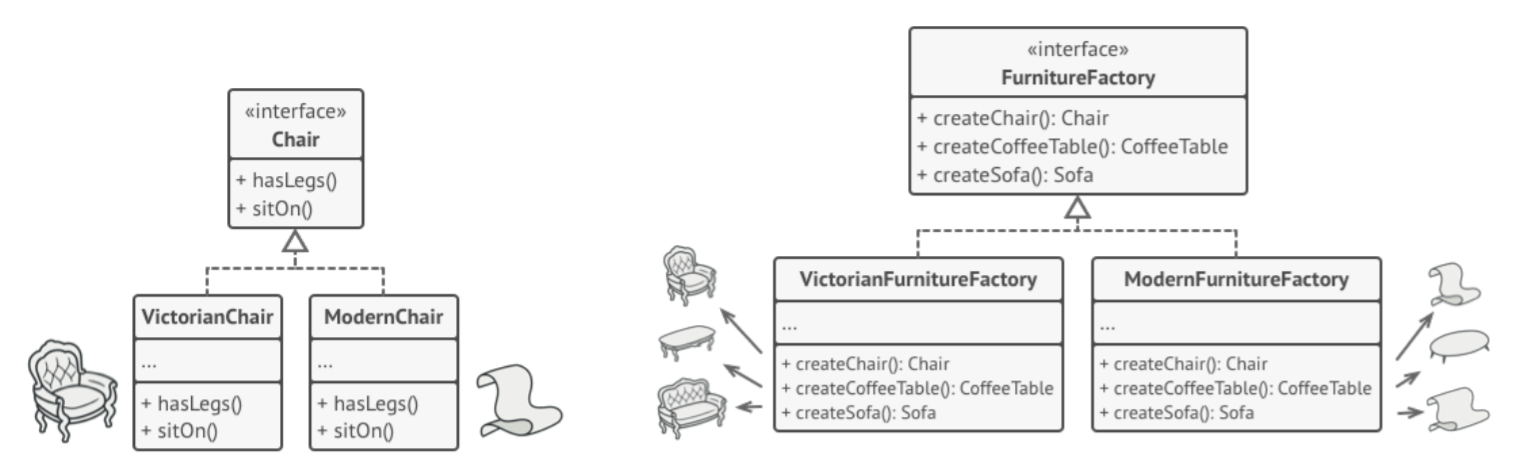 «interface»
Chair
+ hasLegs()
+ sitOn()
VictorianChair
...
+ hasLegs()
+ sitOn()
ModernChair
...
+ hasLegs()
+ sitOn()
«interface»
FurnitureFactory
+ createChair(): Chair
+ createCoffeeTable(): CoffeeTable
+ createSofa(): Sofa
VictorianFurnitureFactory
...
+ createChair(): Chair
+ createCoffeeTable(): CoffeeTable
+ createSofa(): Sofa
ModernFurnitureFactory
...
+ createChair(): Chair
+ createCoffeeTable(): CoffeeTable
+ createSofa(): Sofa